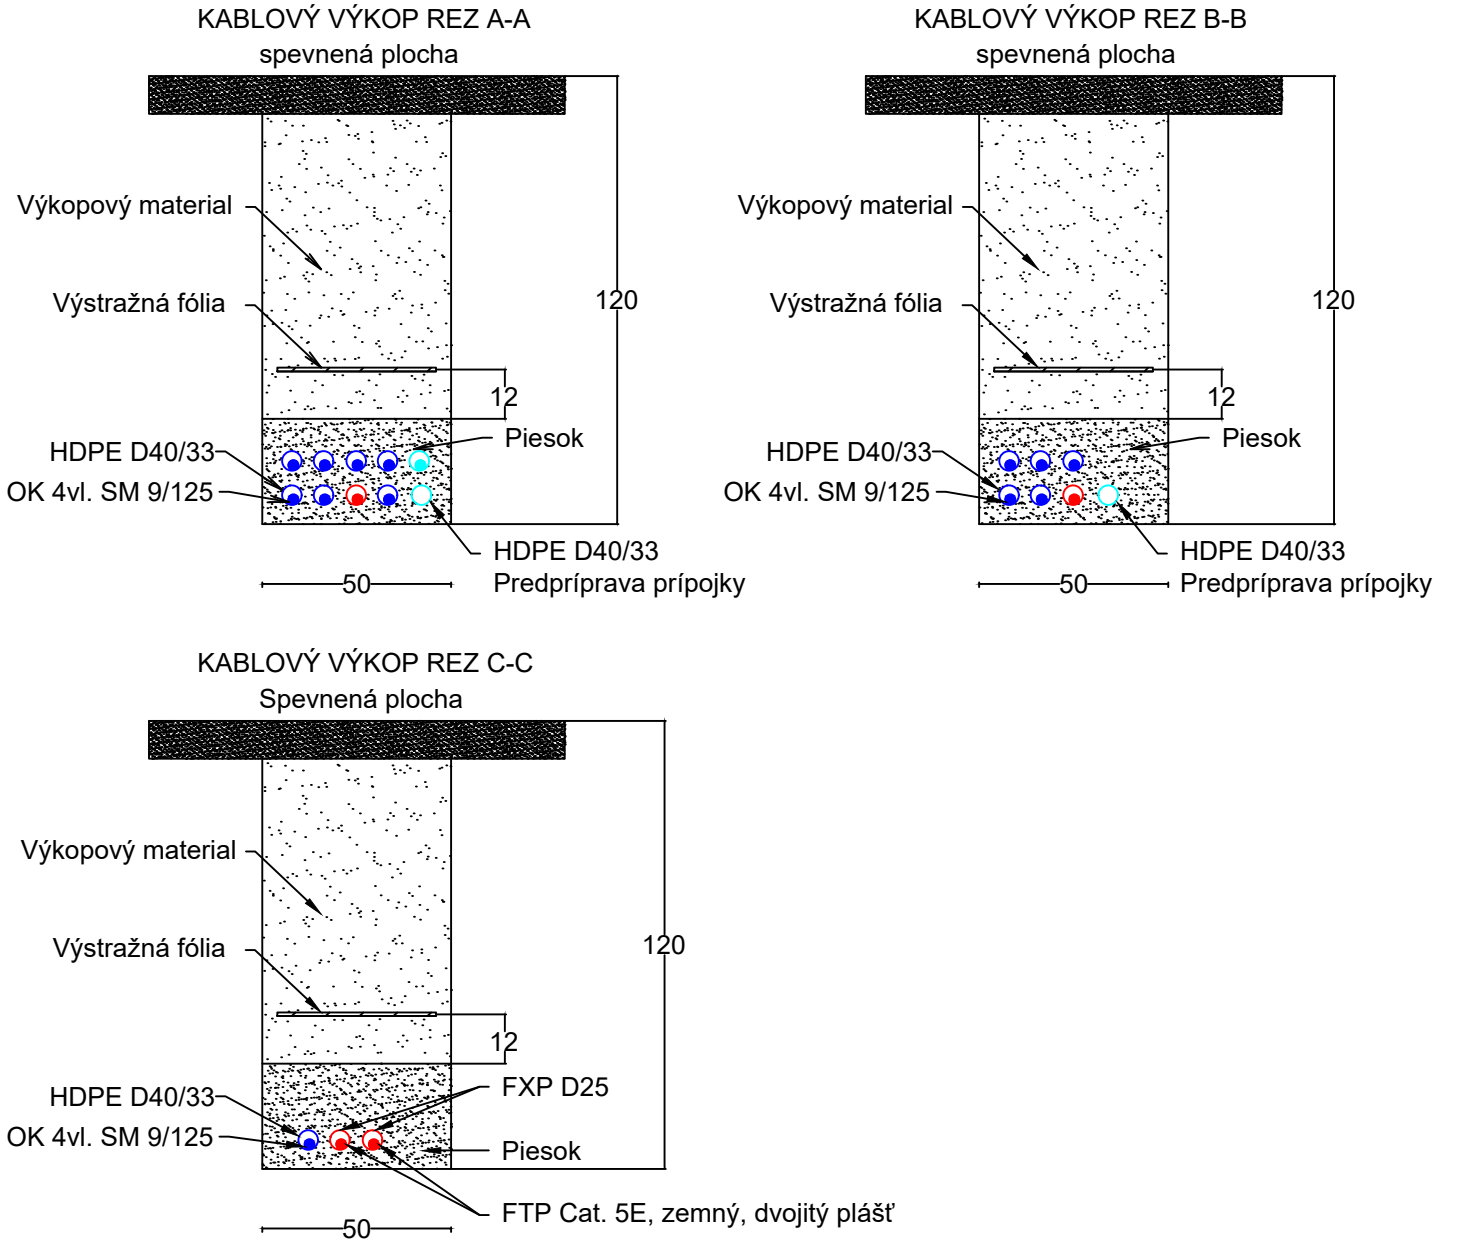 KABLOVÝ VÝKOP REZ A-A
spevnená plocha
Výkopový material
Výstražná fólia
120
12
Piesok
HDPE D40/33
OK 4vl. SM 9/125
HDPE D40/33
Predpríprava prípojky
50
KABLOVÝ VÝKOP REZ B-B
spevnená plocha
Výkopový material
Výstražná fólia
120
12
Piesok
HDPE D40/33
OK 4vl. SM 9/125
HDPE D40/33
Predpríprava prípojky
50
KABLOVÝ VÝKOP REZ C-C
Spevnená plocha
Výkopový material
Výstražná fólia
120
12
FXP D25
HDPE D40/33
OK 4vl. SM 9/125
Piesok
FTP Cat. 5E, zemný, dvojitý plášť
50